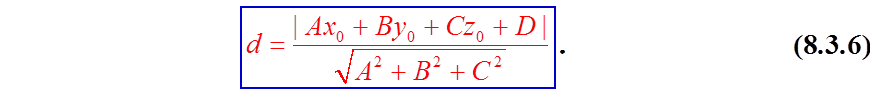 d = | Ax₀ + By₀ + Cz₀ + D | / √(A² + B² + C²) . (8.3.6)